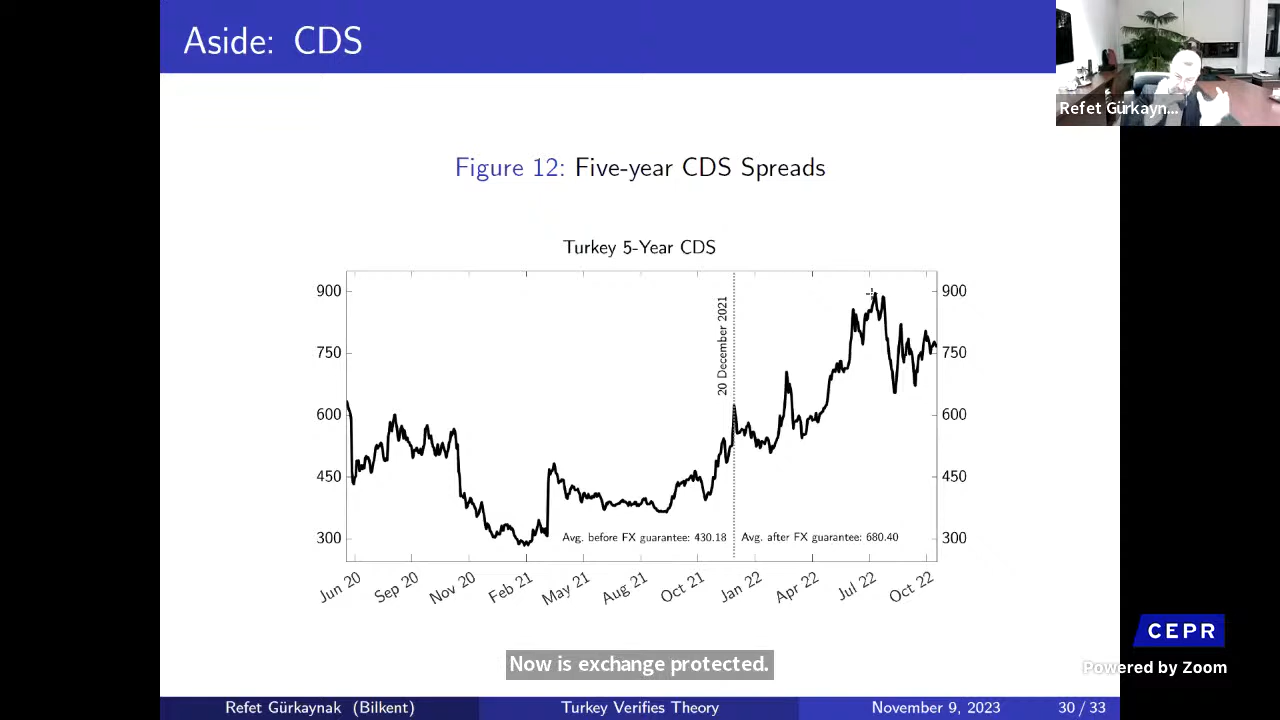 Aside: CDS
Refet Gürkayn...
Figure 12: Five-year CDS Spreads
Turkey 5-Year CDS
900
750
600
450
300
20 December 2021
900
750
600
450
300
Avg. before FX guarantee: 430.18
Avg. after FX guarantee: 680.40
Jun 20 Sep 20 Nov 20 Feb 21 May 21 Aug 21 Oct 21 Jan 22 Apr 22 Jul 22 Oct 22
CEPR
Now is exchange protected.
Powered by Zoom
Refet Gürkaynak (Bilkent) Turkey Verifies Theory November 9, 2023 30 / 33